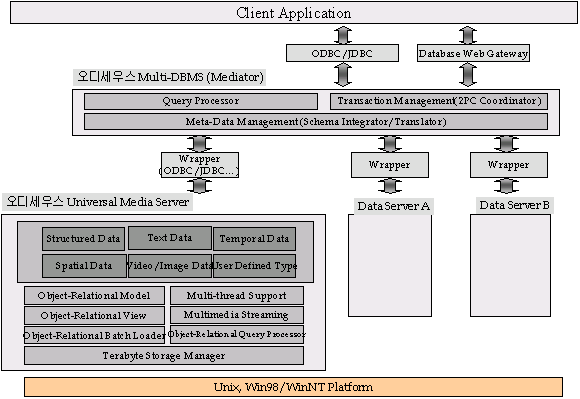 Client Application
ODBC/JDBC
Database Web Gateway
오디세우스 Multi-DBMS (Mediator)
Query Processor
Transaction Management(2PC Coordinator)
Meta-Data Management(Schema Integrator/Translator)
Wrapper
(ODBC/JDBC...)
Wrapper
Wrapper
오디세우스 Universal Media Server
Data Server A
Data Server B
Structured Data
Text Data
Temporal Data
Spatial Data
Video/Image Data
User Defined Type
Object-Relational Model
Multi-thread Support
Object-Relational View
Multimedia Streaming
Object-Relational Batch Loader
Object-Relational Query Processor
Terabyte Storage Manager
Unix, Win98/WinNT Platform